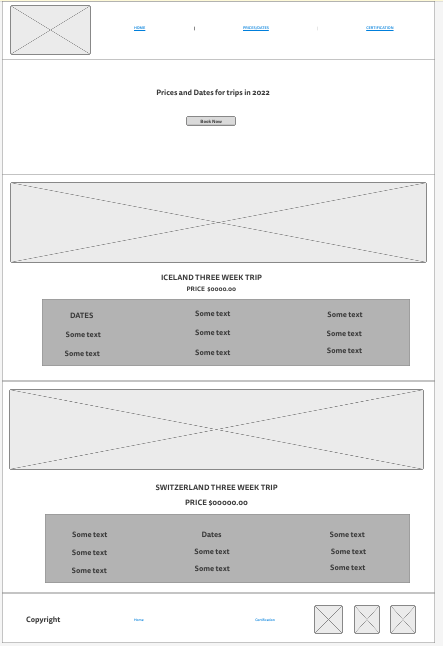 HOME | PRICES/DATES | CERTIFICATION
Prices and Dates for trips in 2022
Book Now
ICELAND THREE WEEK TRIP
PRICE $0000.00
DATES Some text Some text
Some text Some text Some text
Some text Some text Some text
SWITZERLAND THREE WEEK TRIP
PRICE $00000.00
Some text Dates Some text
Some text Some text Some text
Some text Some text Some text
Copyright Home Certification